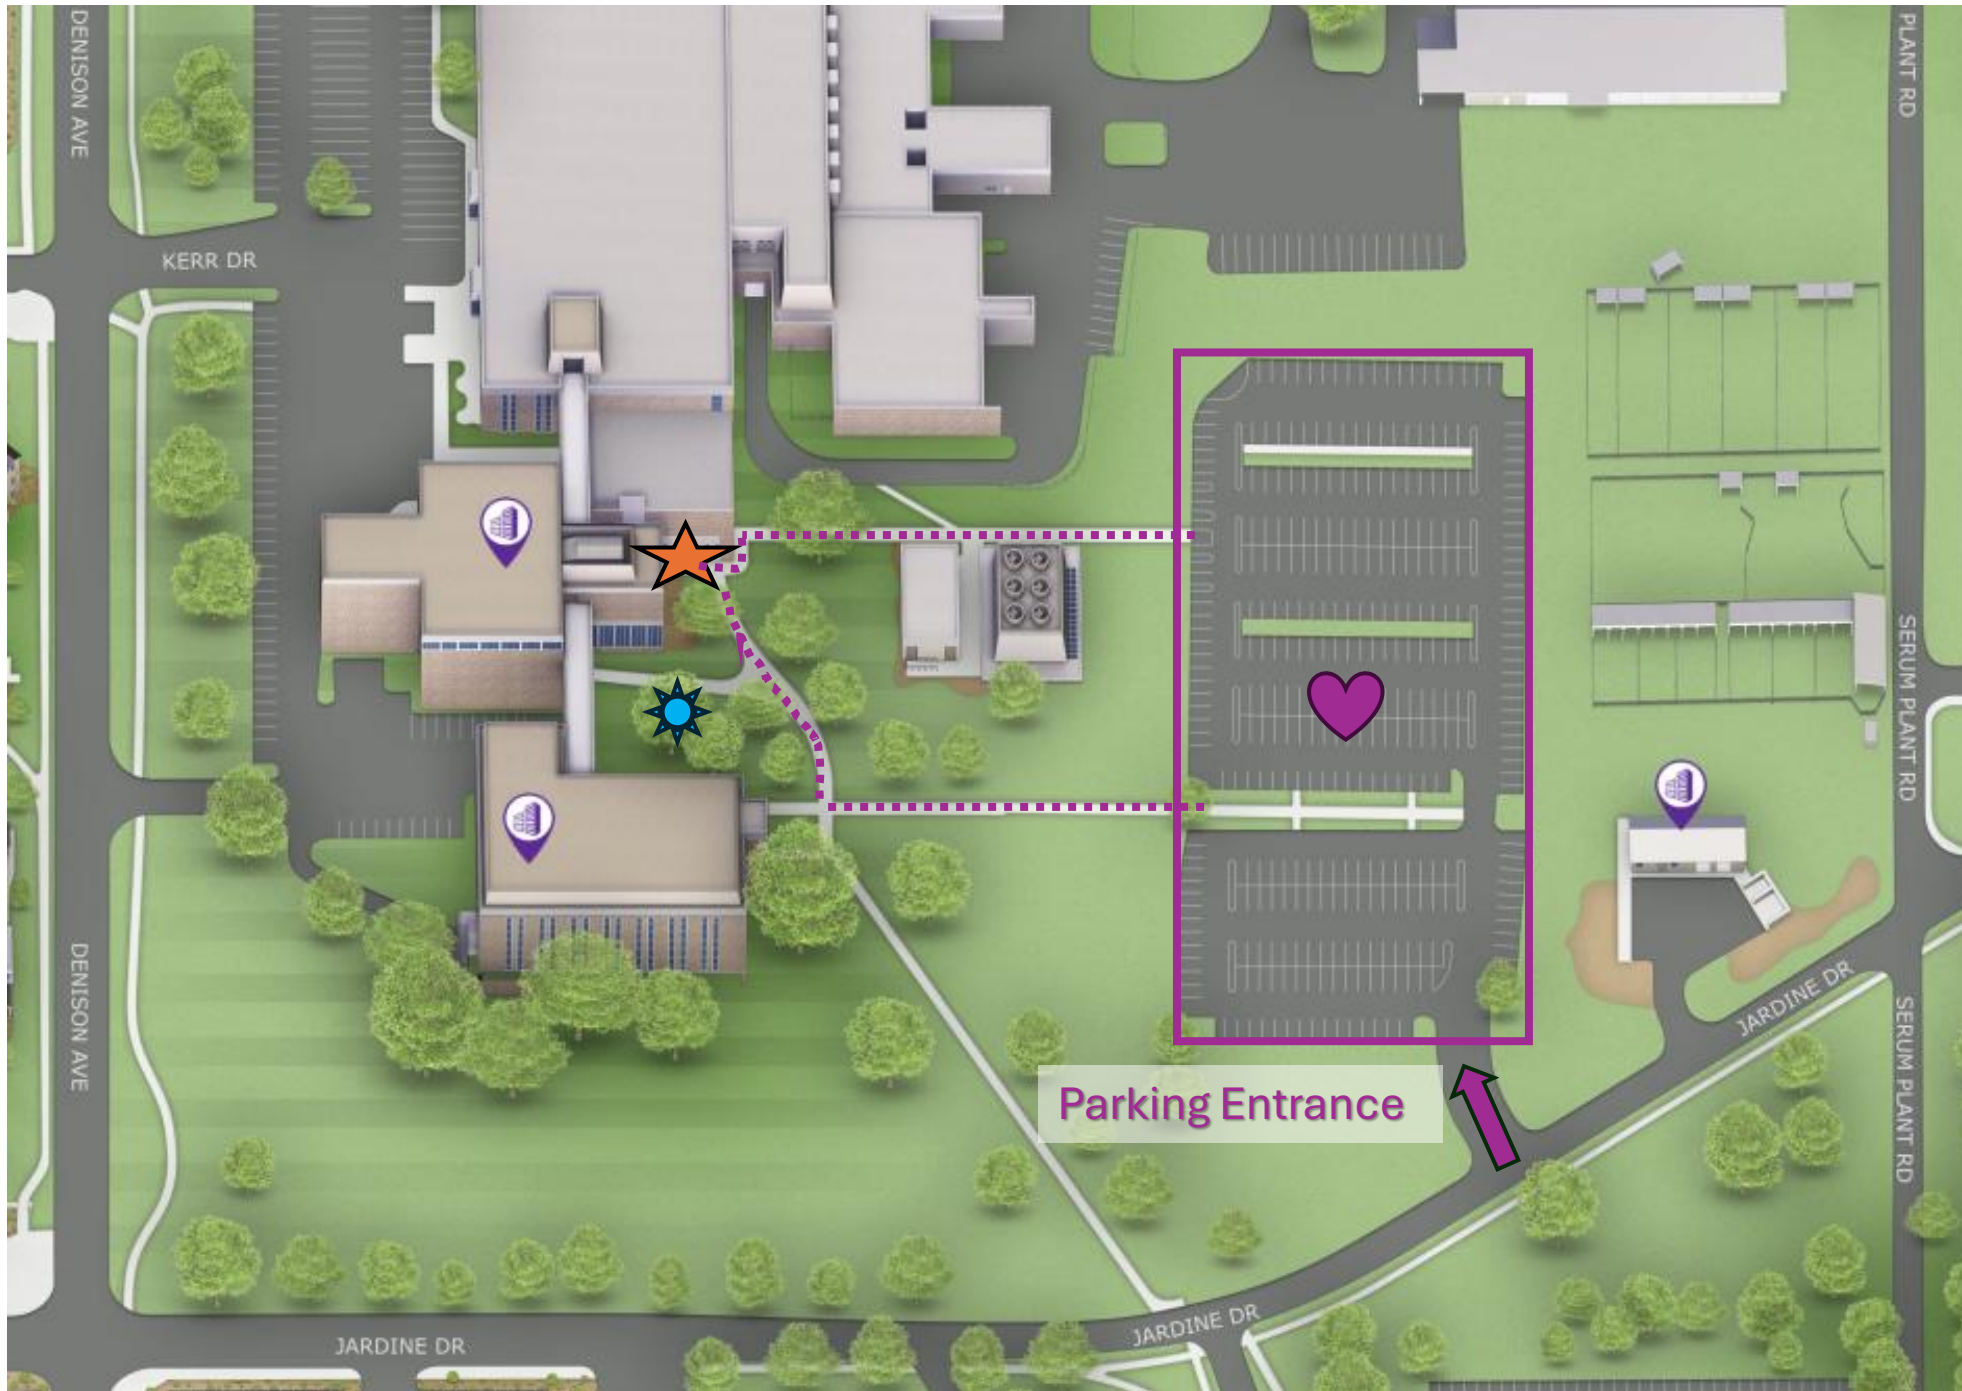 DENISON AVE
PLANT RD
KERR DR
SERUM PLANT RD
DENISON AVE
JARDINE DR
SERUM PLANT RD
Parking Entrance
JARDINE DR
JARDINE DR